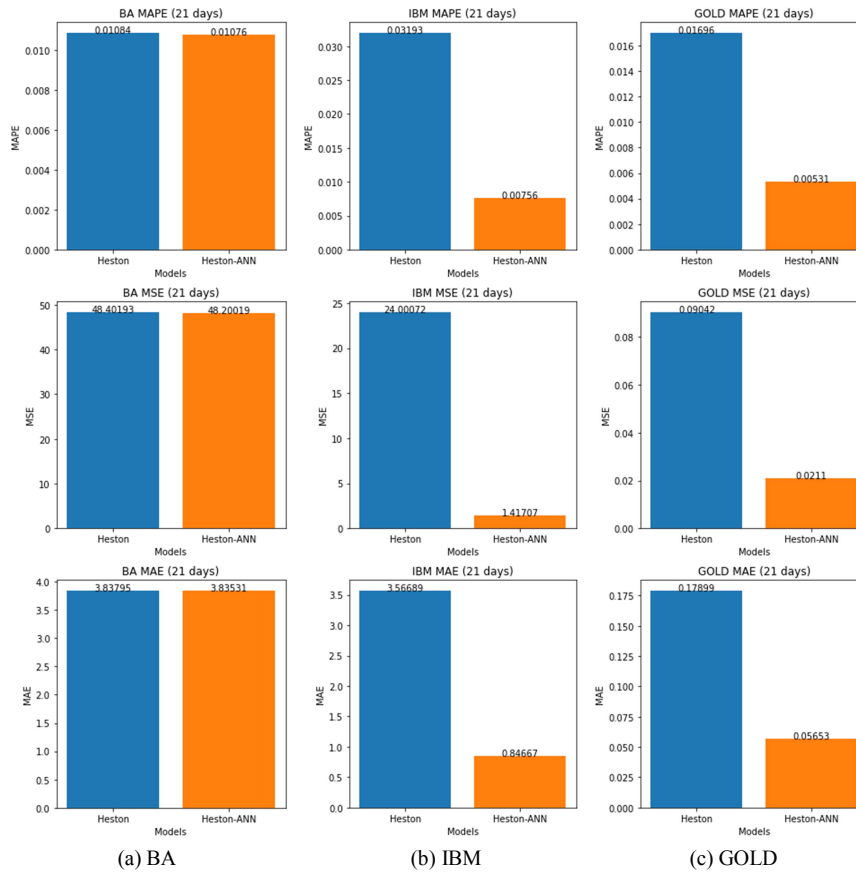 BA MAPE (21 days)
0.01084
0.01076
0.010
0.008
0.006
0.004
0.002
0.000
MAPE
Heston
Heston-ANN
Models
IBM MAPE (21 days)
0.03193
0.00756
0.030
0.025
0.020
0.015
0.010
0.005
0.000
MAPE
Heston
Heston-ANN
Models
GOLD MAPE (21 days)
0.01696
0.00531
0.016
0.014
0.012
0.010
0.008
0.006
0.004
0.002
0.000
MAPE
Heston
Heston-ANN
Models
BA MSE (21 days)
48.40193
48.20019
50
40
30
20
10
0
MSE
Heston
Heston-ANN
Models
IBM MSE (21 days)
24.00072
1.41707
25
20
15
10
5
0
MSE
Heston
Heston-ANN
Models
GOLD MSE (21 days)
0.09042
0.0211
0.08
0.06
0.04
0.02
0.00
MSE
Heston
Heston-ANN
Models
BA MAE (21 days)
3.83795
3.83531
4.0
3.5
3.0
2.5
2.0
1.5
1.0
0.5
0.0
MAE
Heston
Heston-ANN
Models
IBM MAE (21 days)
3.56689
0.84667
3.5
3.0
2.5
2.0
1.5
1.0
0.5
0.0
MAE
Heston
Heston-ANN
Models
GOLD MAE (21 days)
0.17899
0.05653
0.175
0.150
0.125
0.100
0.075
0.050
0.025
0.000
MAE
Heston
Heston-ANN
Models
(a) BA
(b) IBM
(c) GOLD